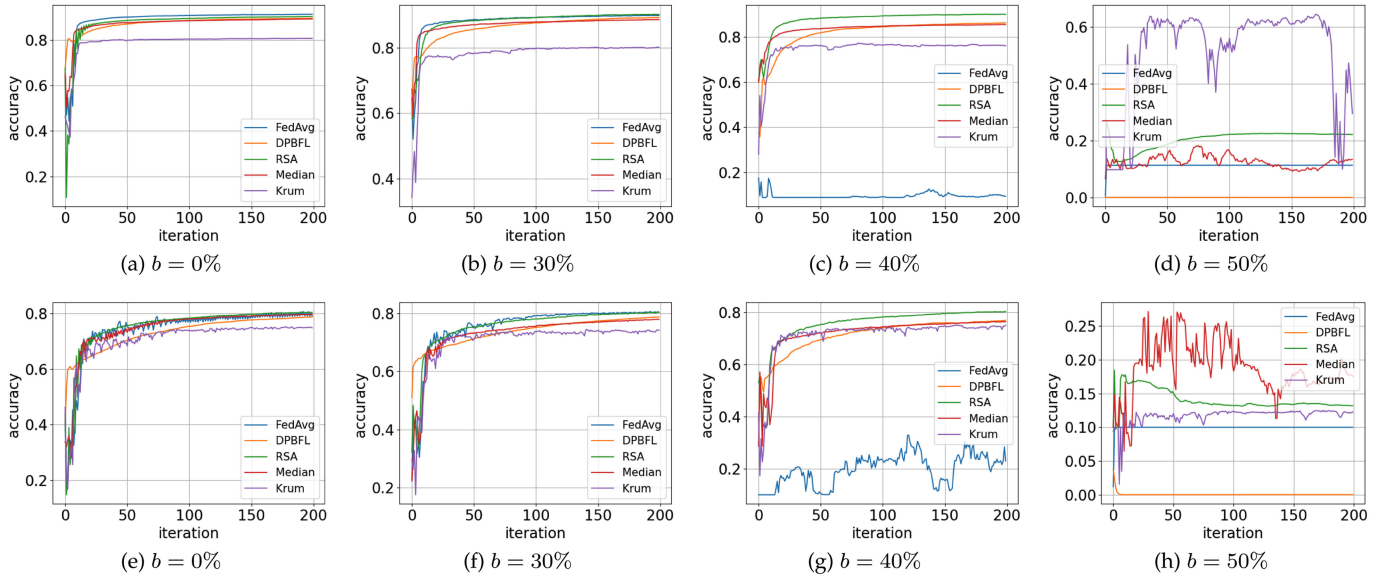 accuracy
0.8
0.6
0.4
0.2
0
50
100
150
200
iteration
FedAvg
DPBFL
RSA
Median
Krum
(a) b = 0%
accuracy
1.0
0.8
0.6
0.4
0
50
100
150
200
iteration
FedAvg
DPBFL
RSA
Median
Krum
(b) b = 30%
accuracy
1.0
0.8
0.6
0.4
0.2
0
50
100
150
200
iteration
FedAvg
DPBFL
RSA
Median
Krum
(c) b = 40%
accuracy
0.6
0.4
0.2
0.0
0
50
100
150
200
iteration
FedAvg
DPBFL
RSA
Median
Krum
(d) b = 50%
accuracy
0.8
0.6
0.4
0.2
0
50
100
150
200
iteration
FedAvg
DPBFL
RSA
Median
Krum
(e) b = 0%
accuracy
0.8
0.6
0.4
0.2
0
50
100
150
200
iteration
FedAvg
DPBFL
RSA
Median
Krum
(f) b = 30%
accuracy
0.8
0.6
0.4
0.2
0
50
100
150
200
iteration
FedAvg
DPBFL
RSA
Median
Krum
(g) b = 40%
accuracy
0.25
0.20
0.15
0.10
0.05
0.00
0
50
100
150
200
iteration
FedAvg
DPBFL
RSA
Median
Krum
(h) b = 50%